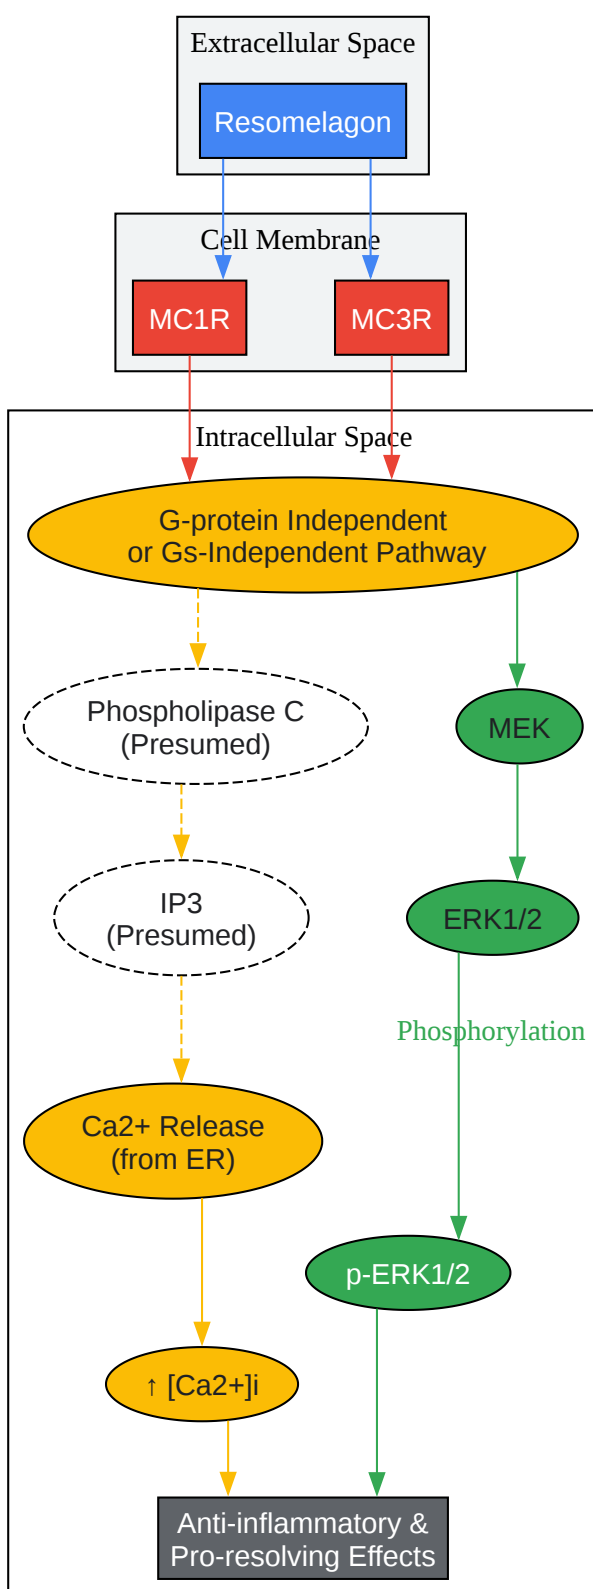 Extracellular Space
Resomelagon
Cell Membrane
MC1R
MC3R
Intracellular Space
G-protein Independent
or Gs-Independent Pathway
Phospholipase C
(Presumed)
MEK
IP3
(Presumed)
ERK1/2
Phosphorylation
Ca2+ Release
(from ER)
p-ERK1/2
↑ [Ca2+]i
Anti-inflammatory &
Pro-resolving Effects